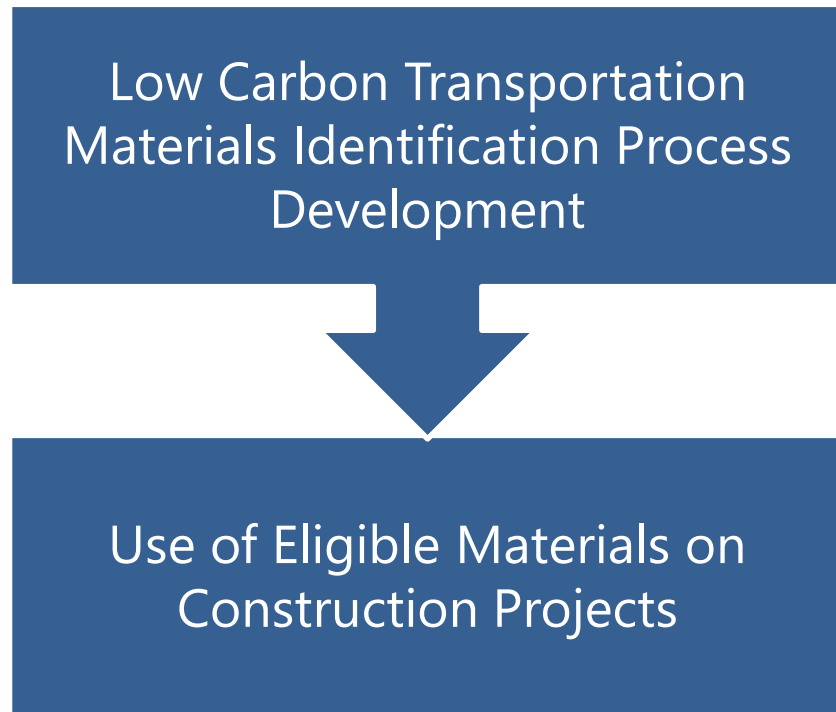 Low Carbon Transportation
Materials Identification Process
Development
Use of Eligible Materials on
Construction Projects